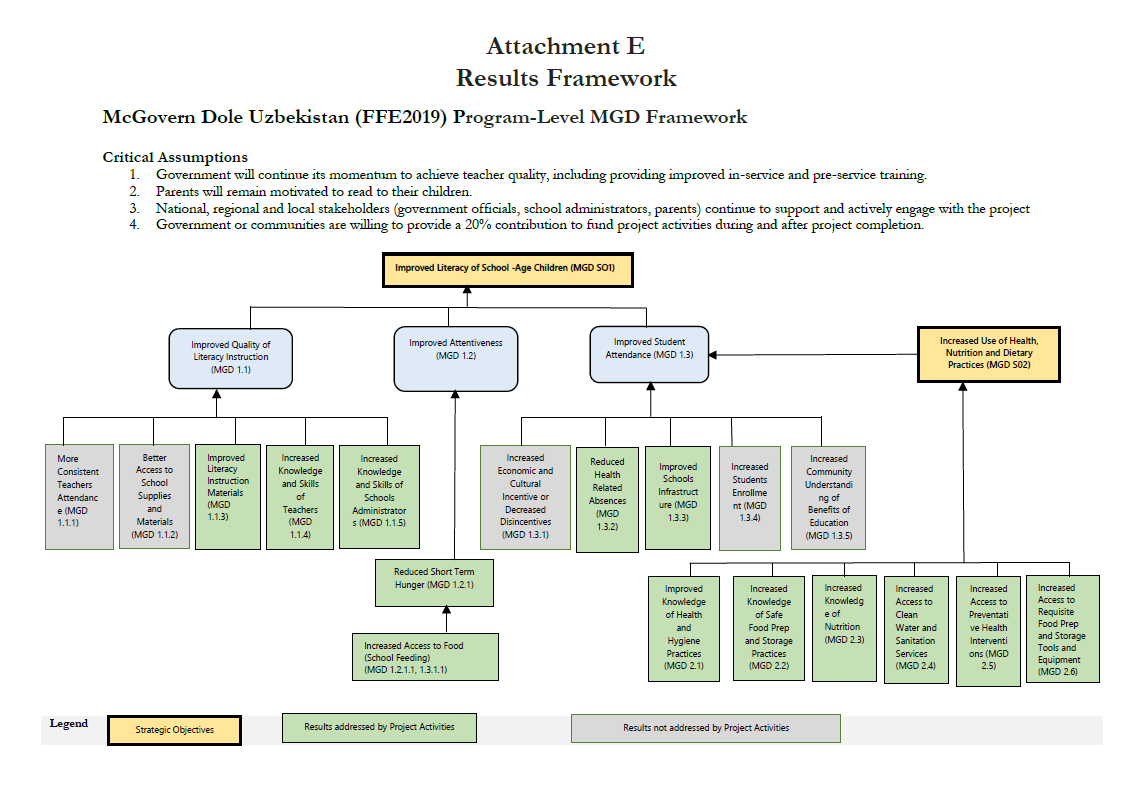 Attachment E
Results Framework
McGovern Dole Uzbekistan (FFE2019) Program-Level MGD Framework
Critical Assumptions
1. Government will continue its momentum to achieve teacher quality, including providing improved in-service and pre-service training.
2. Parents will remain motivated to read to their children.
3. National, regional and local stakeholders (government officials, school administrators, parents) continue to support and actively engage with the project
4. Government or communities are willing to provide a 20% contribution to fund project activities during and after project completion.
Improved Literacy of School -Age Children (MGD SO1)
Improved Quality of
Literacy Instruction
(MGD 1.1)
Improved Attentiveness
(MGD 1.2)
Improved Student
Attendance (MGD 1.3)
Increased Use of Health,
Nutrition and Dietary
Practices (MGD S02)
More
Consistent
Teachers
Attendanc
e (MGD
1.1.1)
Better
Access to
School
Supplies
and
Materials
(MGD 1.1.2)
Improved
Literacy
Instruction
Materials
(MGD
1.1.3)
Increased
Knowledge
and Skills
of
Teachers
(MGD
1.1.4)
Increased
Knowledge
and Skills of
Schools
Administrator
s (MGD 1.1.5)
Increased
Economic and
Cultural
Incentive or
Decreased
Disincentives
(MGD 1.3.1)
Reduced
Health
Related
Absences
(MGD
1.3.2)
Improved
Schools
Infrastruct
ure (MGD
1.3.3)
Increased
Students
Enrollme
nt (MGD
1.3.4)
Increased
Community
Understandi
ng of
Benefits of
Education
(MGD 1.3.5)
Reduced Short Term
Hunger (MGD 1.2.1)
Increased Access to Food
(School Feeding)
(MGD 1.2.1.1, 1.3.1.1)
Improved
Knowledge
of Health
and
Hygiene
Practices
(MGD 2.1)
Increased
Knowledge
of Safe
Food Prep
and Storage
Practices
(MGD 2.2)
Increased
Knowledg
e of
Nutrition
(MGD 2.3)
Increased
Access to
Clean
Water and
Sanitation
Services
(MGD 2.4)
Increased
Access to
Preventati
ve Health
Interventi
ons (MGD
2.5)
Increased
Access to
Requisite
Food Prep
and Storage
Tools and
Equipment
(MGD 2.6)
Legend
Strategic Objectives
Results addressed by Project Activities
Results not addressed by Project Activities